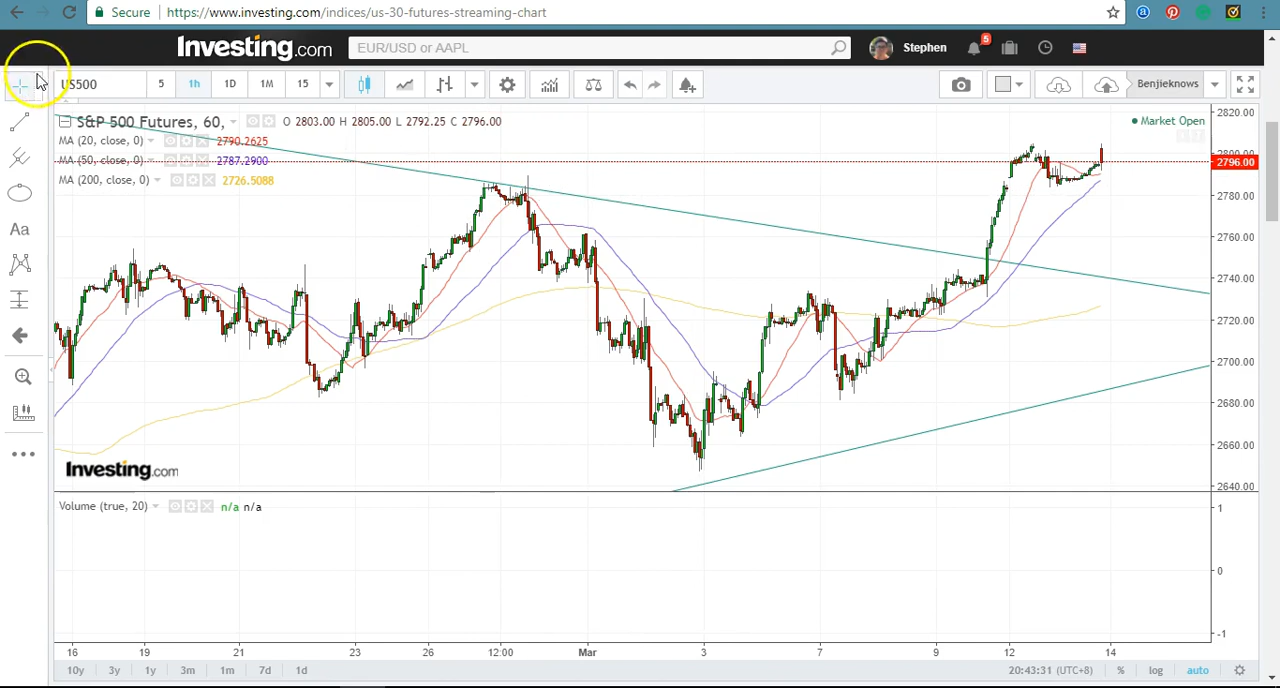 Secure https://www.investing.com/indices/us-30-futures-streaming-chart
Investing.com EUR/USD or AAPL Stephen 5
US500 5 1h 1D 1M 15 Benjieknows
S&P 500 Futures, 60, O 2803.00 H 2805.00 L 2792.25 C 2796.00 Market Open
MA (20, close, 0) 2790.2625
MA (50, close, 0) 2787.2900
MA (200, close, 0) 2726.5088
Aa
2820.00
2800.00
2796.00
2780.00
2760.00
2740.00
2720.00
2700.00
2680.00
2660.00
2640.00
Investing.com
Volume (true, 20) n/a n/a
1
0
-1
16 19 21 23 26 12:00 Mar 3 7 9 12 14
10y 3y 1y 3m 1m 7d 1d 20:43:31 (UTC+8) % log auto